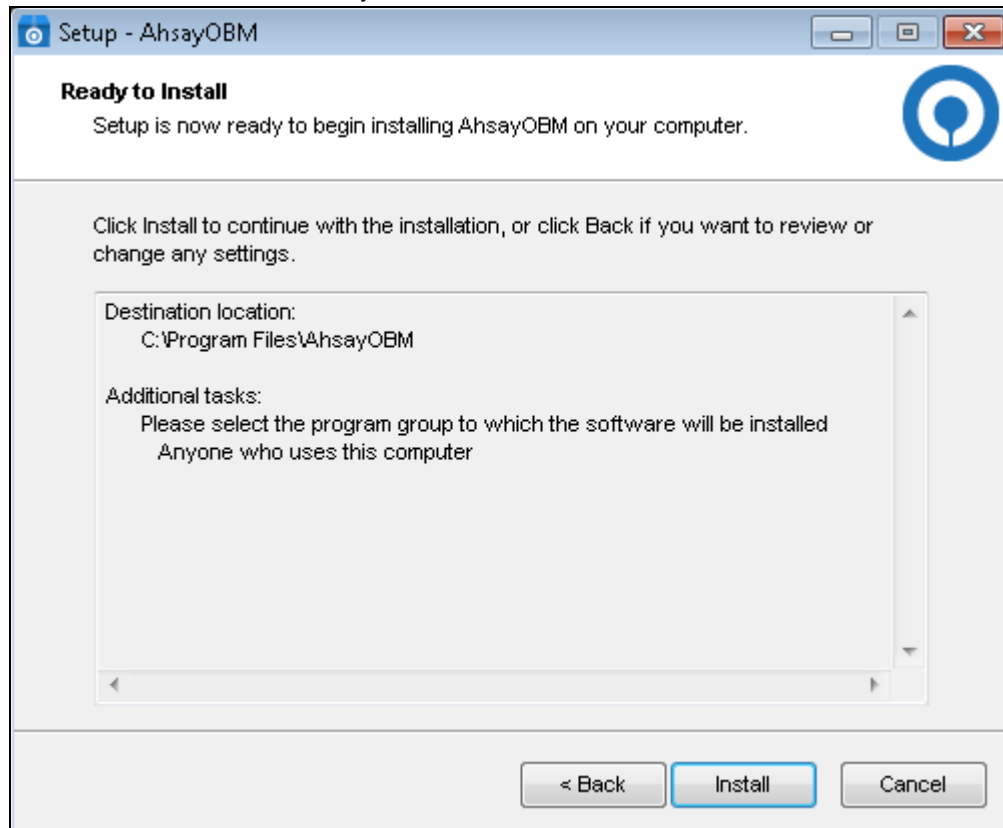 Setup - AhsayOBM
Ready to Install
Setup is now ready to begin installing AhsayOBM on your computer.
Click Install to continue with the installation, or click Back if you want to review or
change any settings.
Destination location:
C:\Program Files\AhsayOBM
Additional tasks:
Please select the program group to which the software will be installed
Anyone who uses this computer
< Back
Install
Cancel